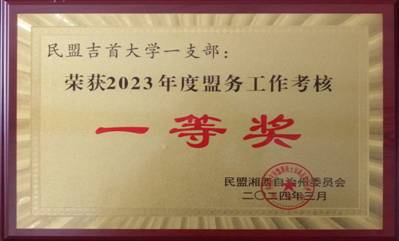 民盟吉首大学一支部：
荣获2023年度盟务工作考核
一等奖
民盟湘西自治州委员会
二〇二四年三月